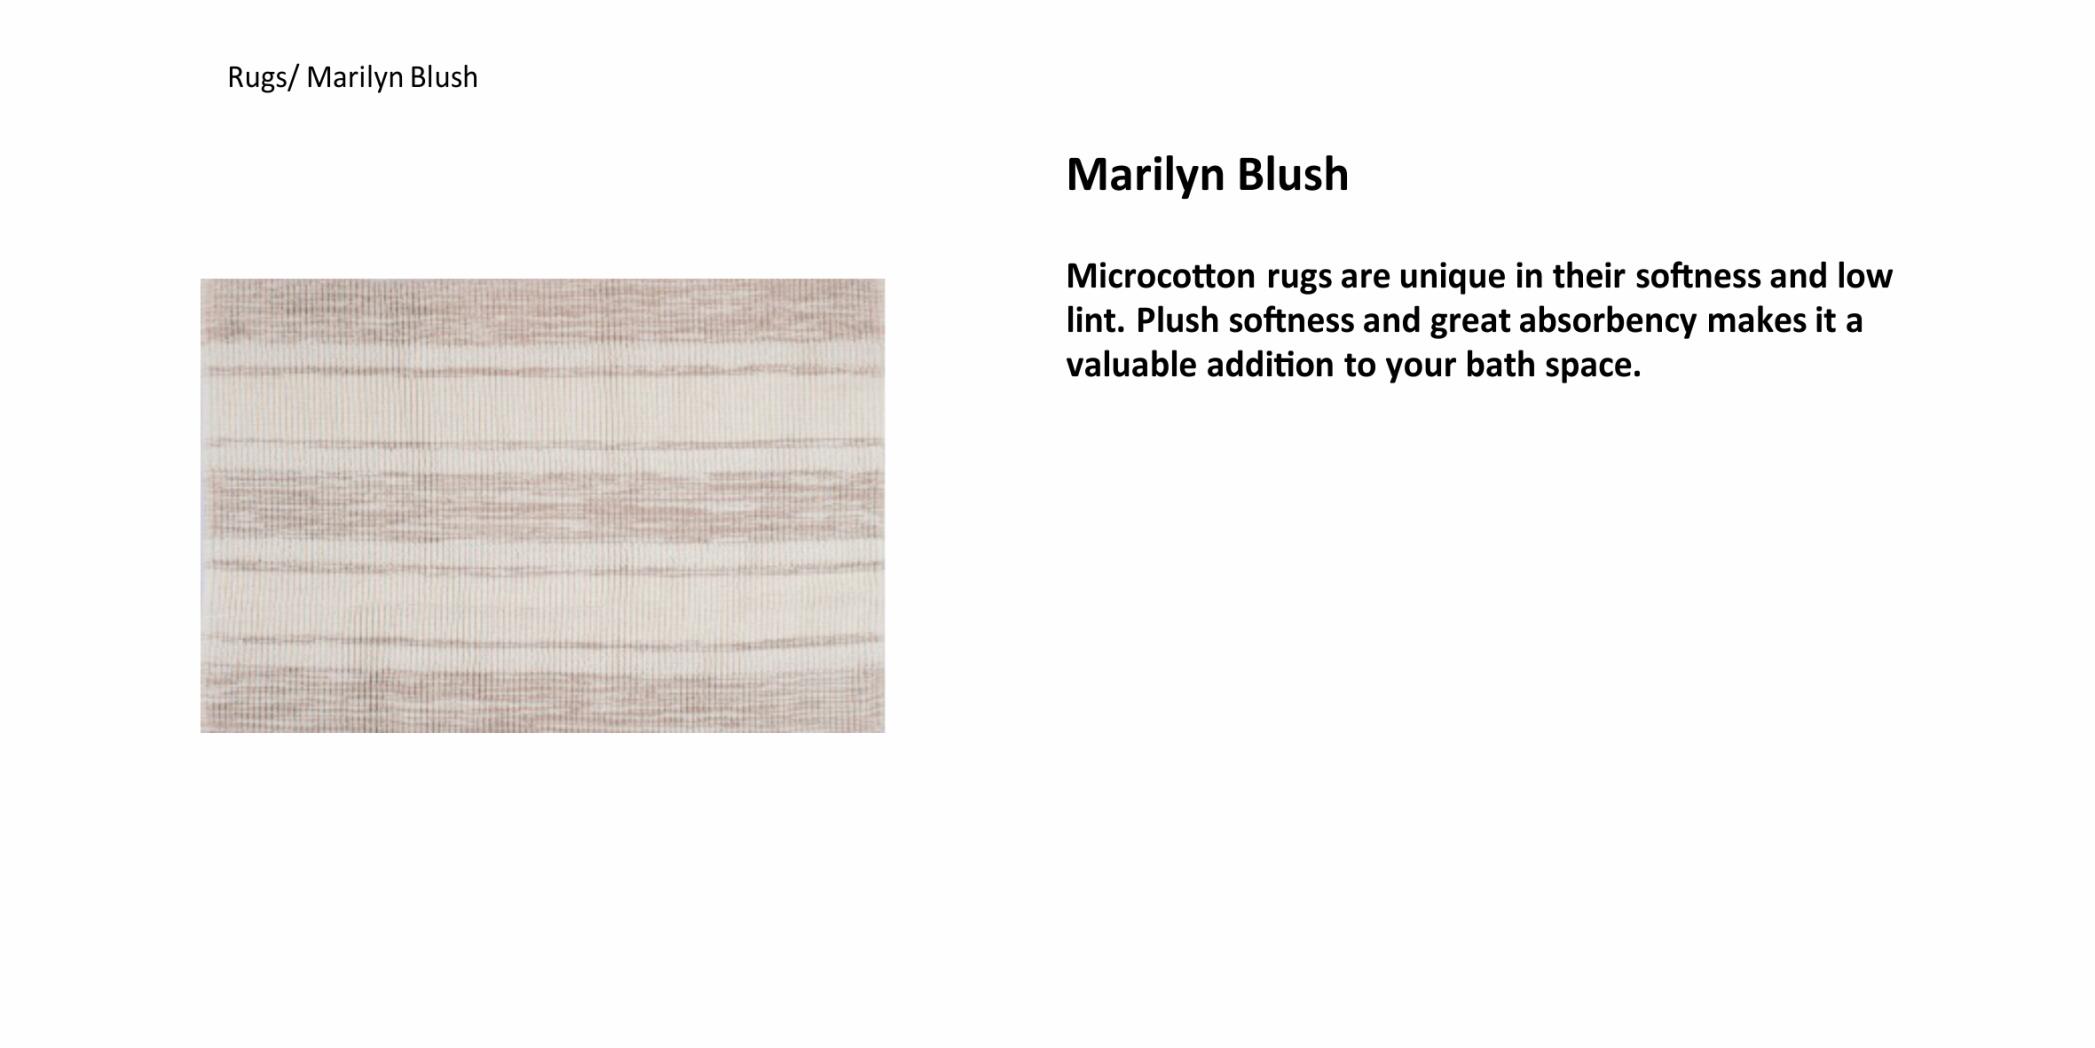 Rugs/ Marilyn Blush
Marilyn Blush
Microcotton rugs are unique in their softness and low
lint. Plush softness and great absorbency makes it a
valuable addition to your bath space.